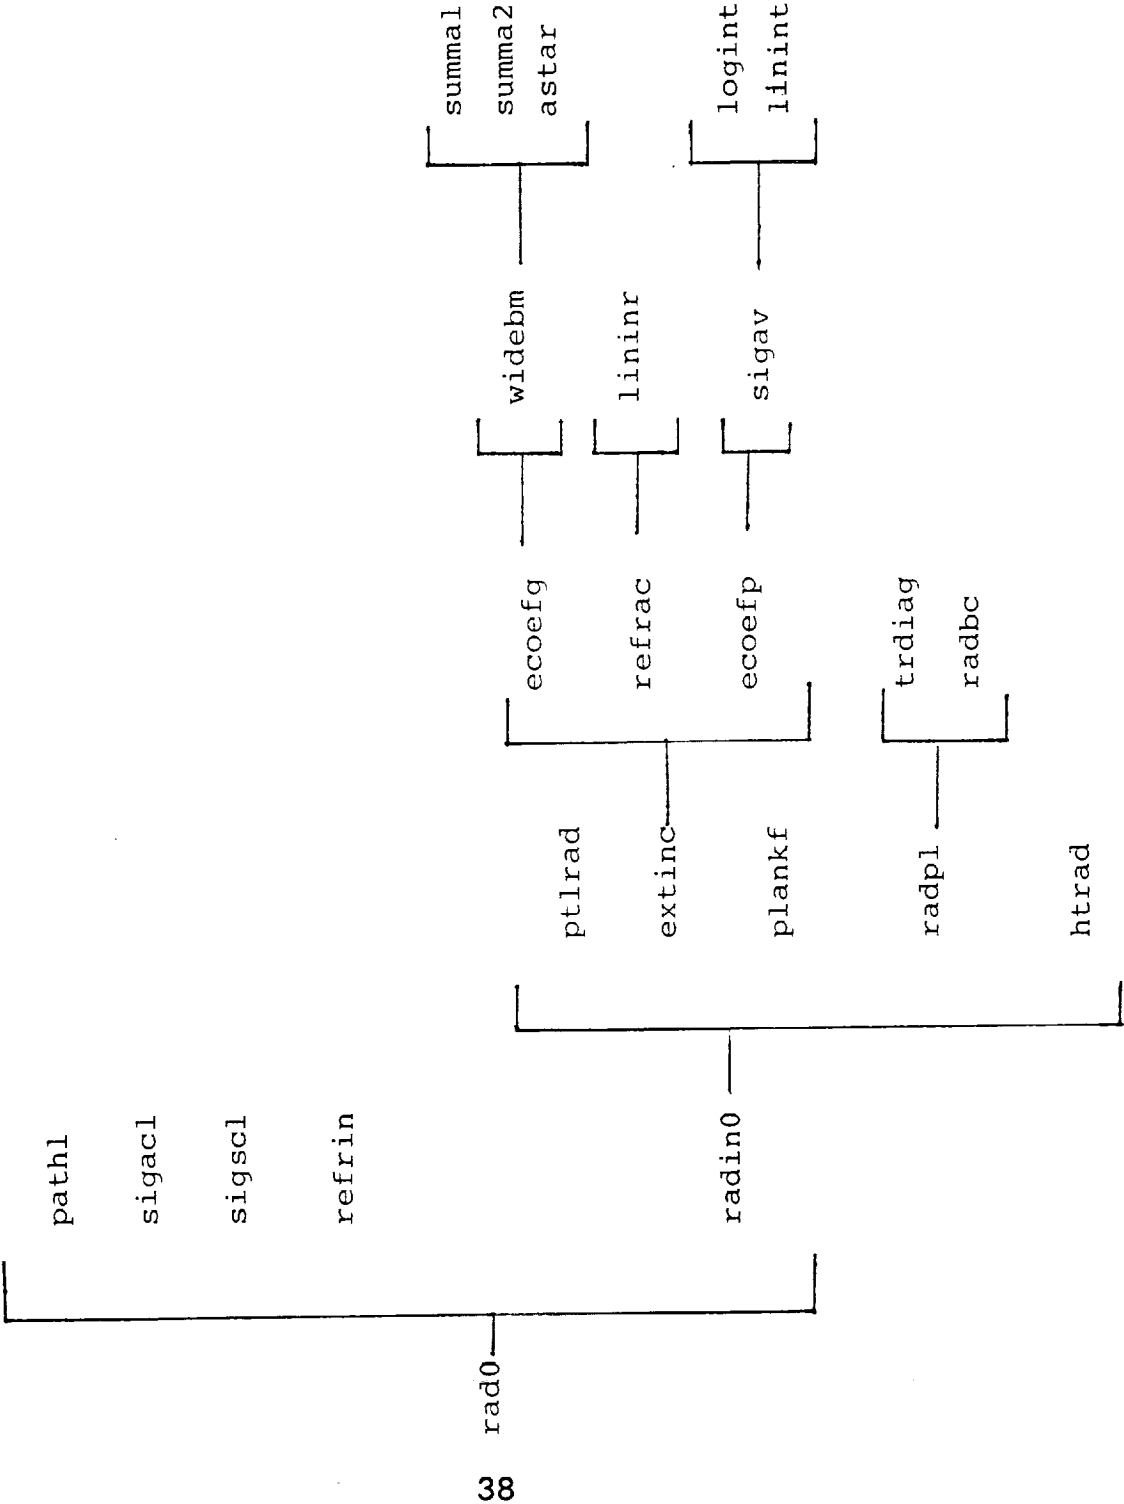 rad0
pathl
sigacl
sigscl
refrin
radin0
ptlrad
extinc
plankf
radpl
htrad
ecoefg
refrac
ecoefp
trdiag
radbc
widebm
lininr
sigav
summa1
summa2
astar
logint
linint
38